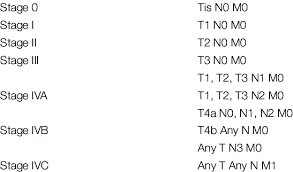 Stage 0 Tis N0 M0
Stage I T1 N0 M0
Stage II T2 N0 M0
Stage III T3 N0 M0
T1, T2, T3 N1 M0
Stage IVA T1, T2, T3 N2 M0
T4a N0, N1, N2 M0
Stage IVB T4b Any N M0
Any T N3 M0
Stage IVC Any T Any N M1